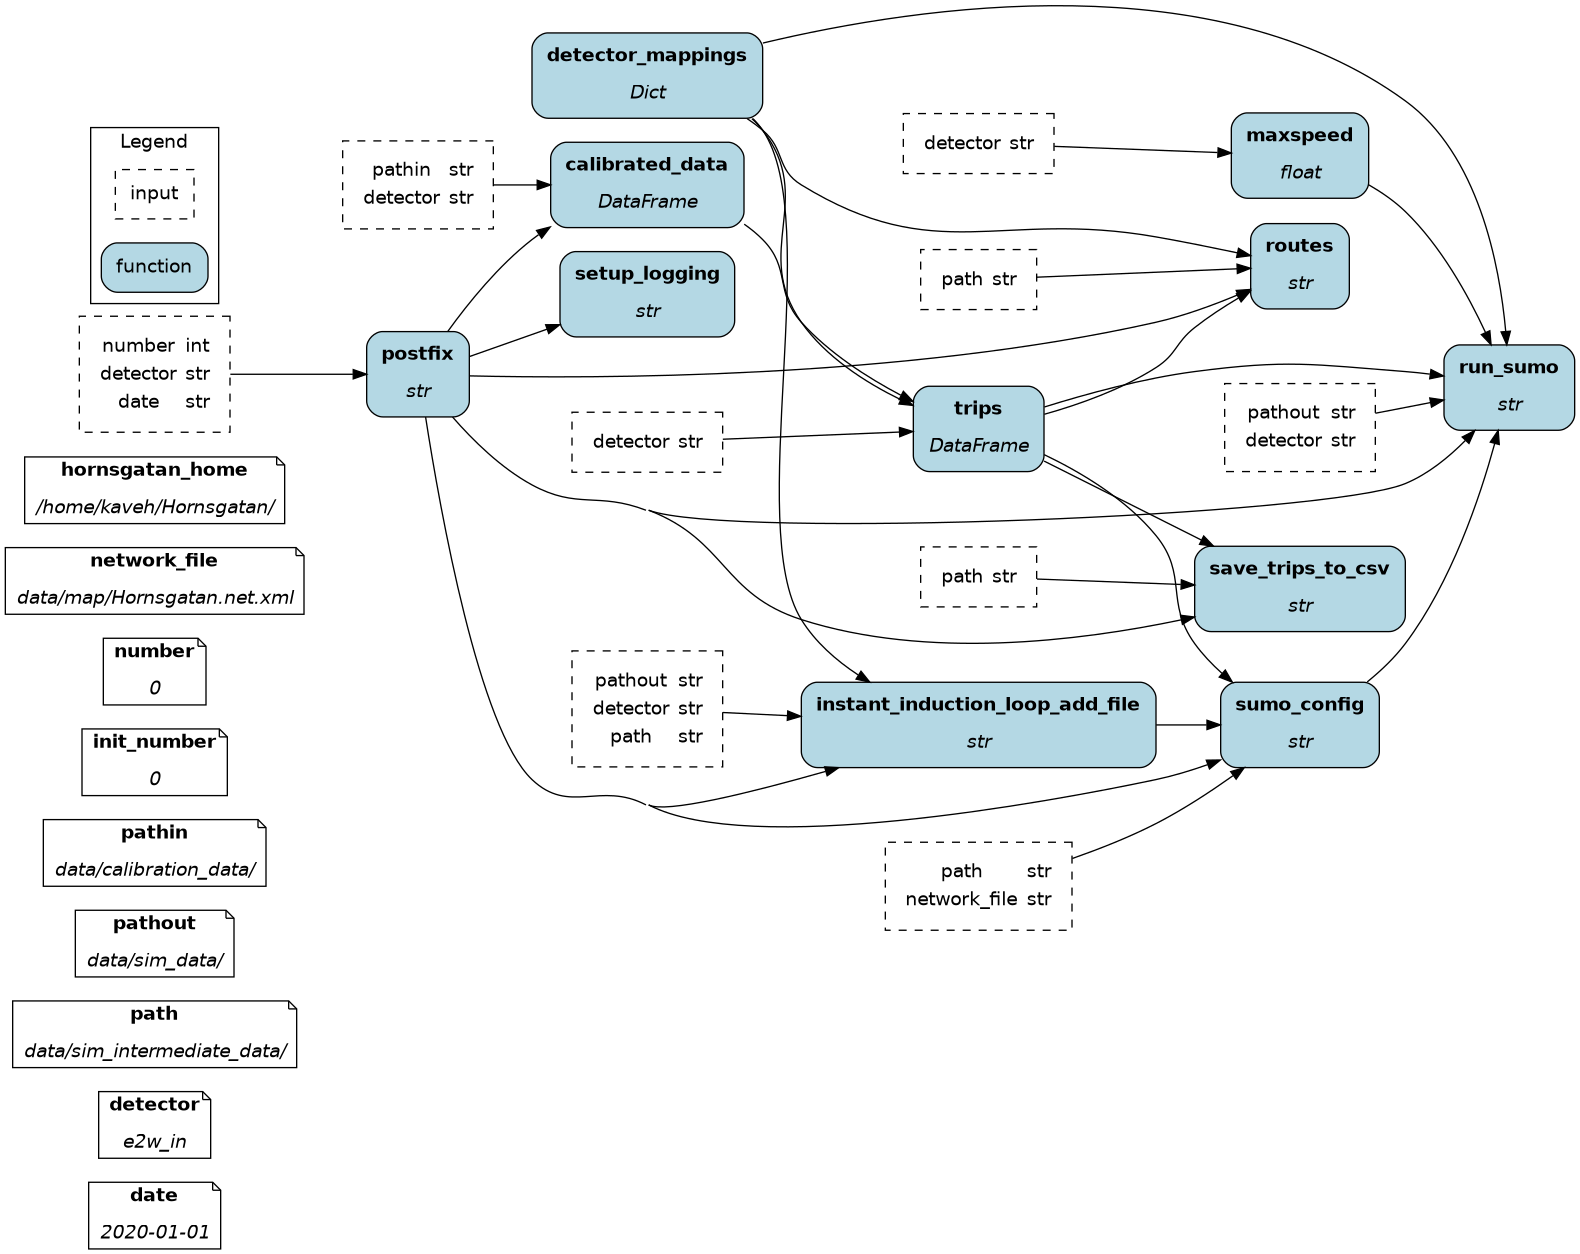 Legend
input
function
number int
detector str
date str
hornsgatan_home
/home/kaveh/Hornsgatan/
network_file
data/map/Hornsgatan.net.xml
number
0
init_number
0
pathin
data/calibration_data/
pathout
data/sim_data/
path
data/sim_intermediate_data/
detector
e2w_in
date
2020-01-01
pathin str
detector str
postfix
str
detector_mappings
Dict
calibrated_data
DataFrame
setup_logging
str
detector str
pathout str
detector str
path str
detector str
path str
trips
DataFrame
path str
instant_induction_loop_add_file
str
path str
network_file str
maxspeed
float
routes
str
pathout str
detector str
save_trips_to_csv
str
sumo_config
str
run_sumo
str